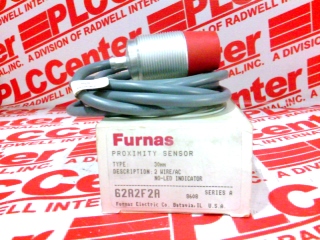 PLCCenter
A DIVISION OF RADWELL INTERNATIONAL, INC.
Furnas
PROXIMITY SENSOR
TYPE 30mm
DESCRIPTION: 2 WIRE/AC
NO-LED INDICATOR
62A2F2A
SERIES A
Furnas Electric Co. Batavia, IL U.S.A.